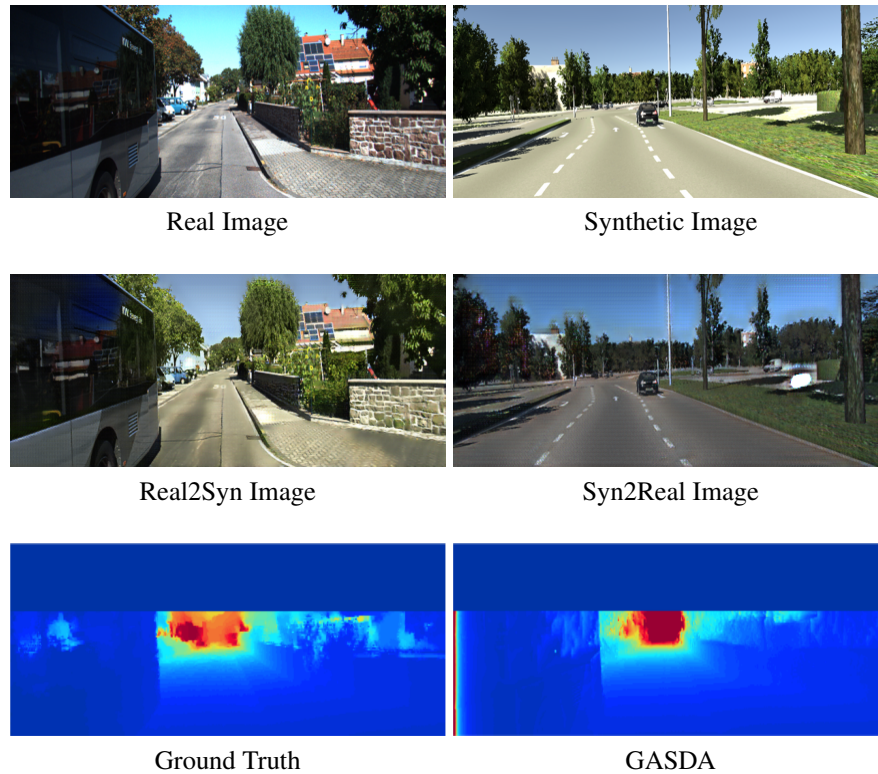 Real Image
Synthetic Image
Real2Syn Image
Syn2Real Image
Ground Truth
GASDA